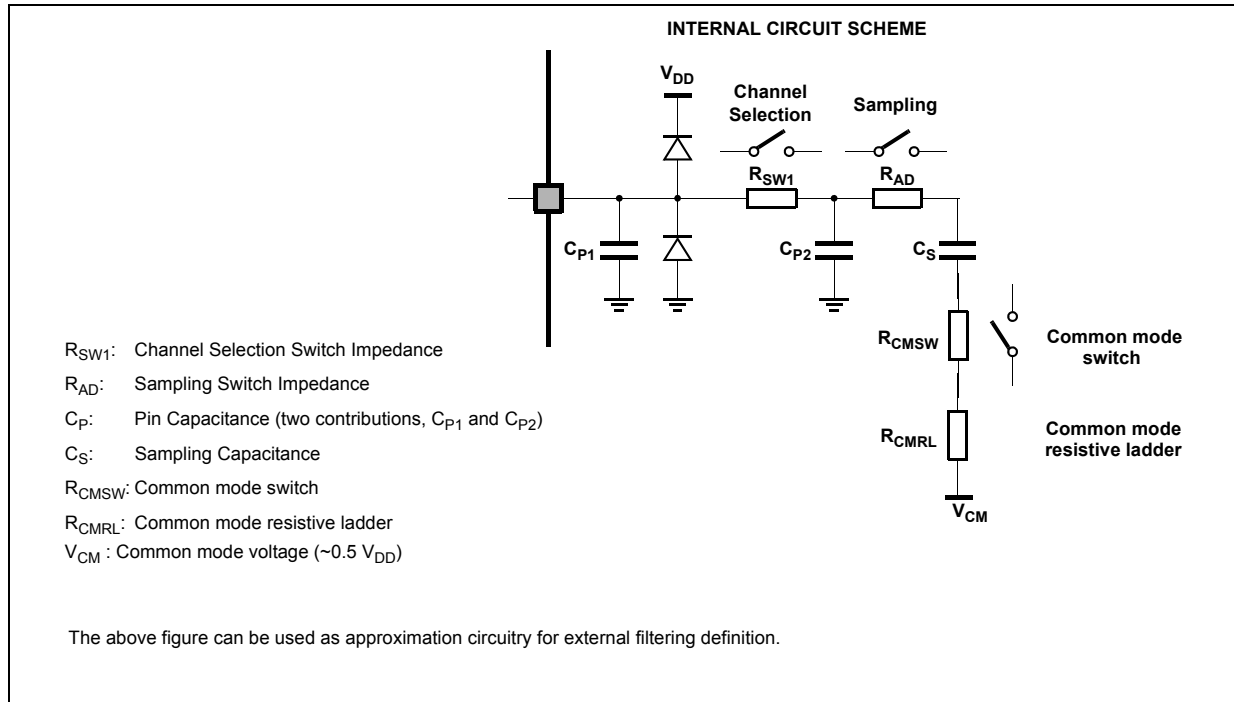 INTERNAL CIRCUIT SCHEME
VDD
Channel
Selection
Sampling
RSW1
RAD
CP1
CP2
CS
RCMSW
Common mode
switch
RCMRL
Common mode
resistive ladder
VCM
RSW1: Channel Selection Switch Impedance
RAD: Sampling Switch Impedance
CP: Pin Capacitance (two contributions, CP1 and CP2)
CS: Sampling Capacitance
RCMSW: Common mode switch
RCMRL: Common mode resistive ladder
VCM : Common mode voltage (~0.5 VDD)
The above figure can be used as approximation circuitry for external filtering definition.